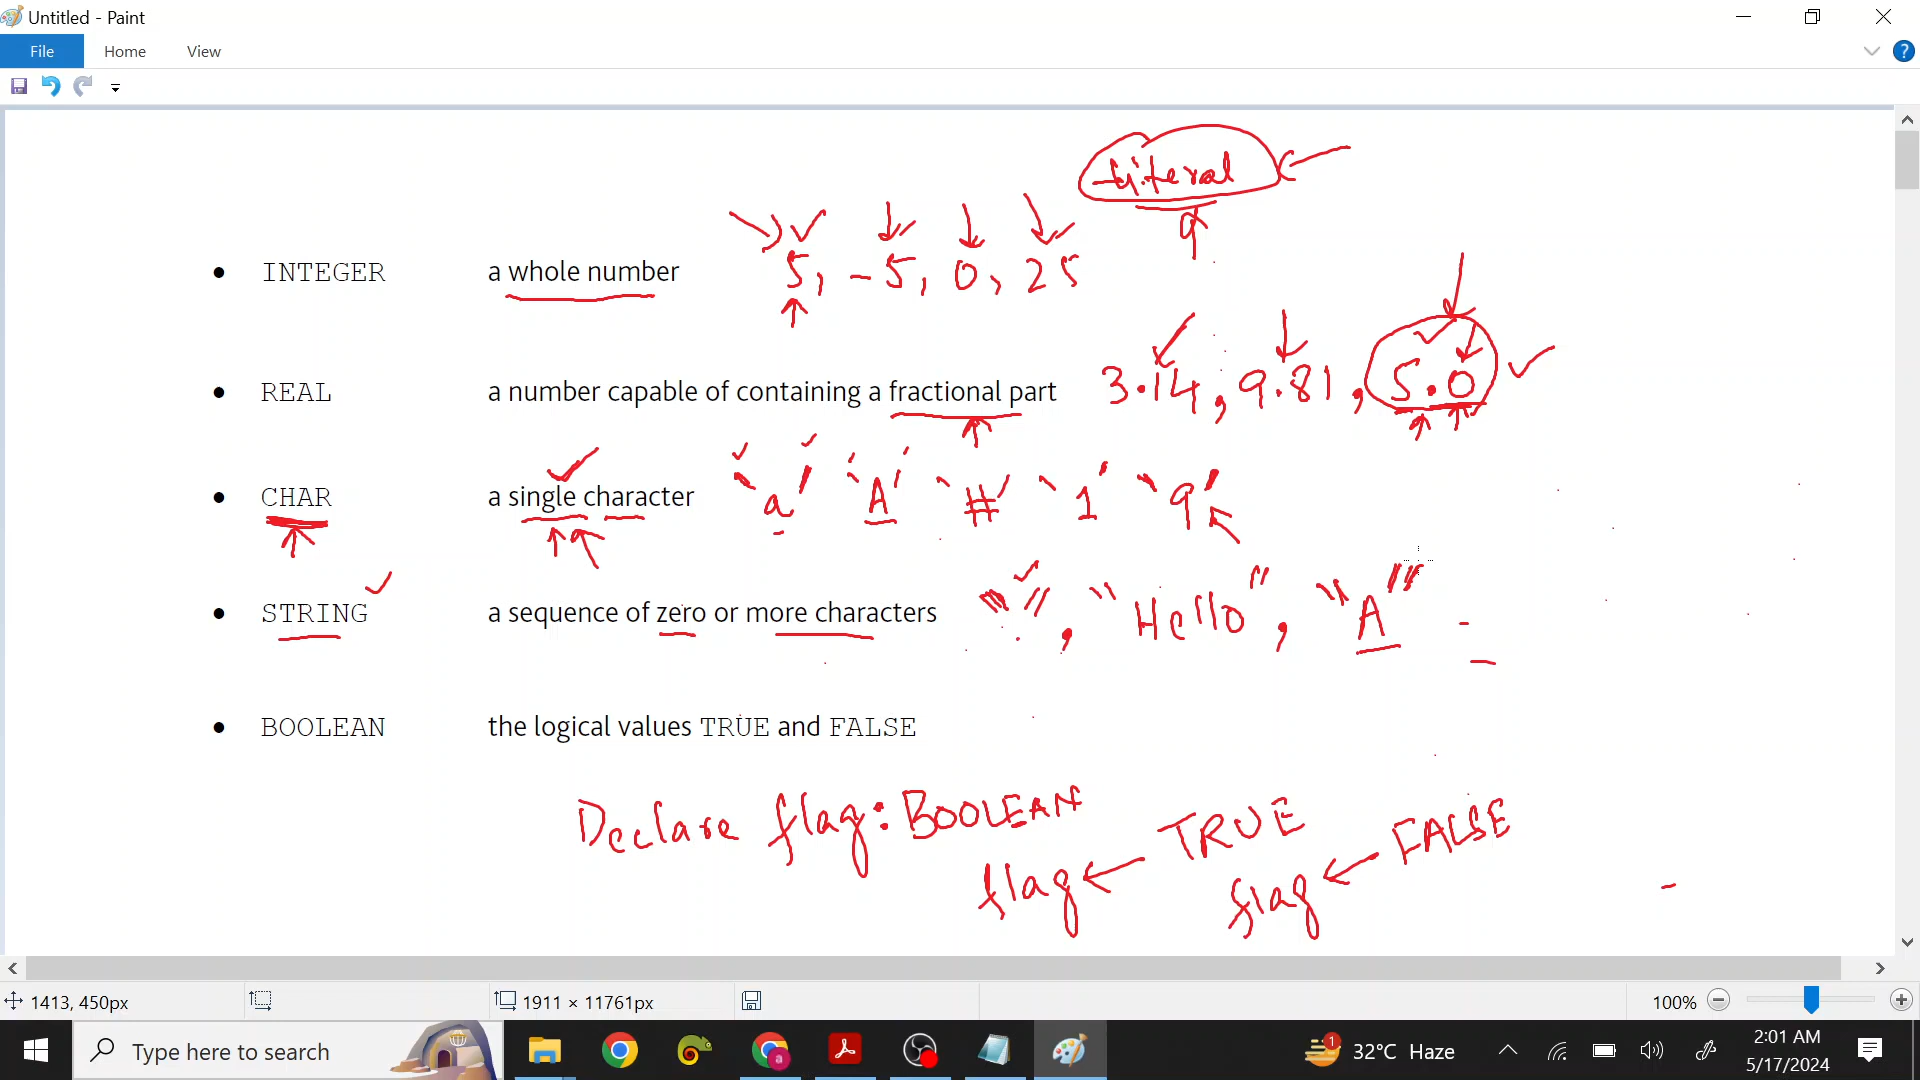 Untitled - Paint
File Home View
Literal
• INTEGER a whole number 5, -5, 0, 25
• REAL a number capable of containing a fractional part 3.14, 9.81, 5.0
• CHAR a single character 'a' 'A' '#' '1' '9'
• STRING a sequence of zero or more characters "", "Hello", "A"
• BOOLEAN the logical values TRUE and FALSE
Declare flag: BOOLEAN
flag ← TRUE
flag ← FALSE
1413, 450px 1911 × 11761px 100%
Type here to search 1 32°C Haze 2:01 AM
5/17/2024